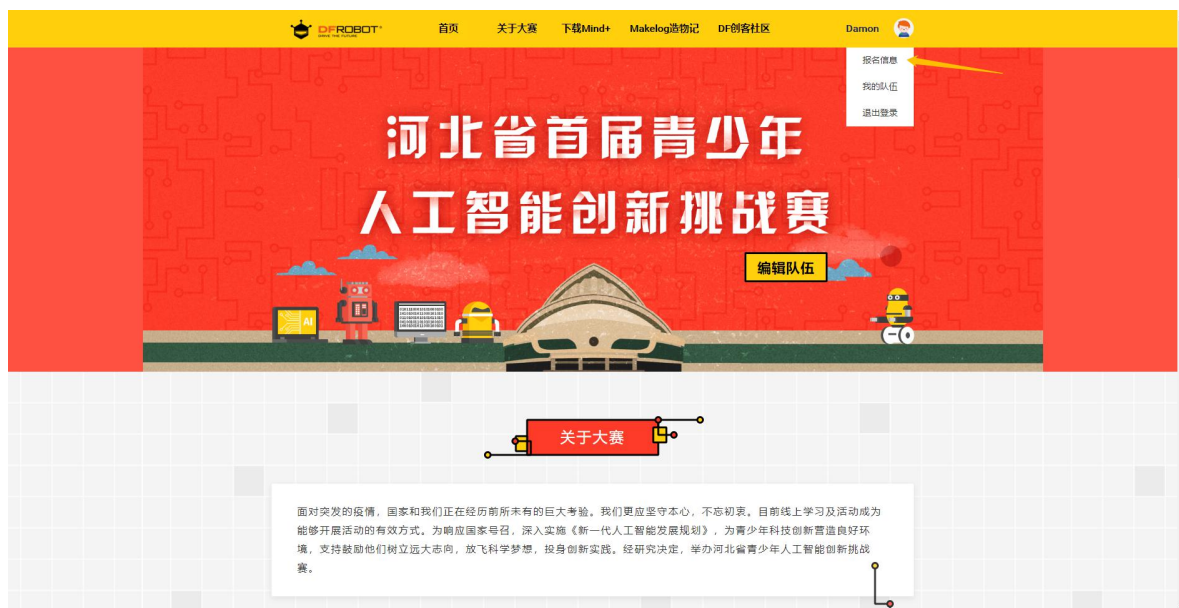 DFROBOT
DRIVE THE FUTURE
首页 关于大赛 下载Mind+ Makelog造物记 DF创客社区 Damon
报名信息
我的队伍
退出登录
河北省首届青少年
人工智能创新挑战赛
编辑队伍
AI
关于大赛
面对突发的疫情，国家和我们正在经历前所未有的巨大考验。我们更应坚守本心，不忘初衷。目前线上学习及活动成为
能够开展活动的有效方式。为响应国家号召，深入实施《新一代人工智能发展规划》，为青少年科技创新营造良好环
境，支持鼓励他们树立远大志向，放飞科学梦想，投身创新实践。经研究决定，举办河北省青少年人工智能创新挑战
赛。